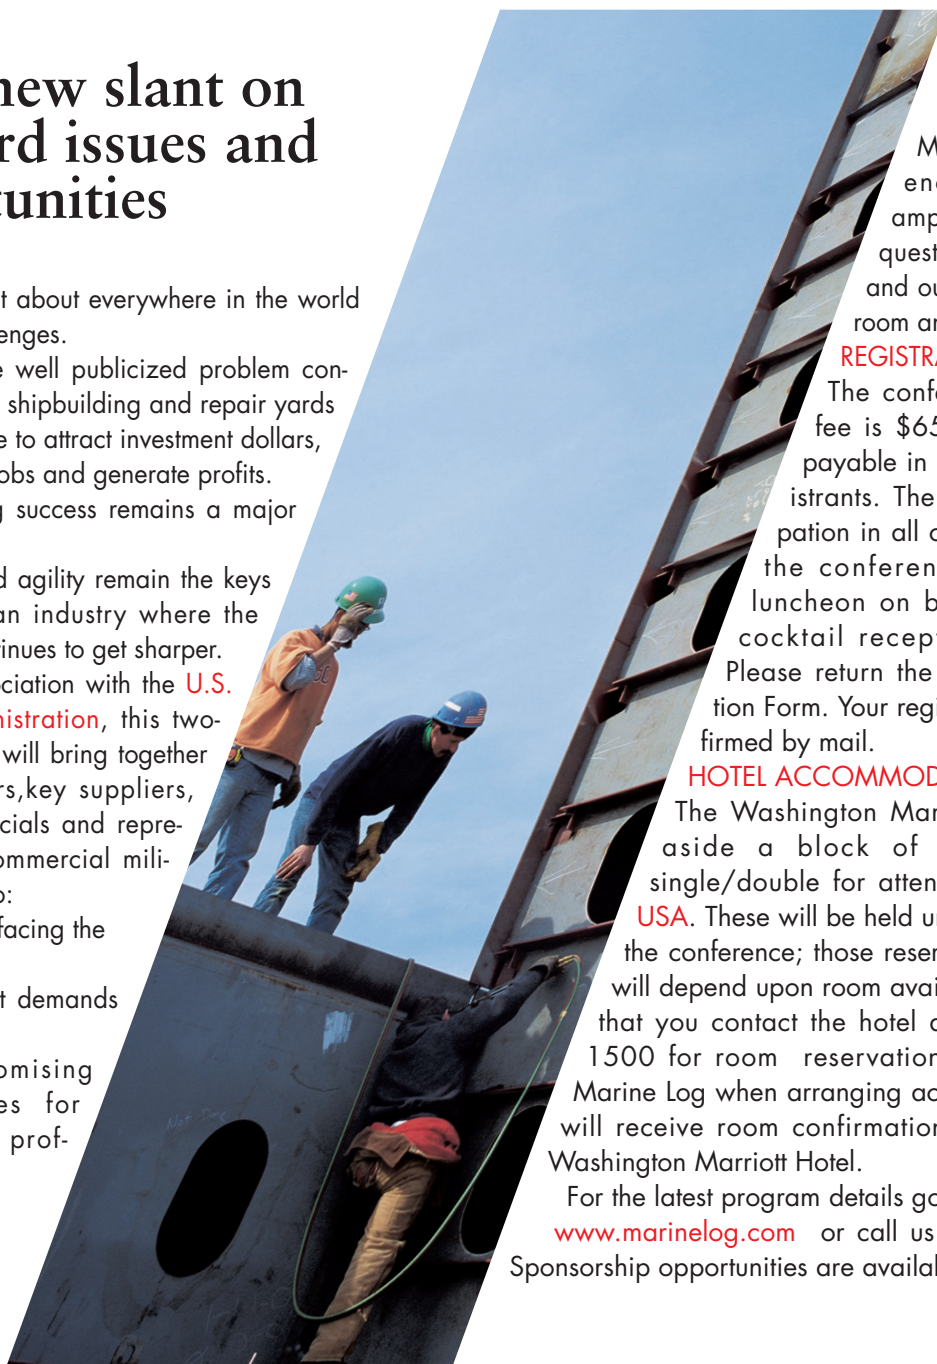 new slant on
rd issues and
tunities
t about everywhere in the world
enges.
e well publicized problem con-
shipbuilding and repair yards
e to attract investment dollars,
obs and generate profits.
g success remains a major
d agility remain the keys
an industry where the
tinues to get sharper.
ciation with the U.S.
nistration, this two-
will bring together
rs,key suppliers,
cials and repre-
ommercial mili-
o:
facing the
t demands
omising
es for
prof-
M
enc
amp
quest
and ou
room ar
REGISTRA
The confe
fee is $65
payable in
istrants. The
pation in all c
the conferen
luncheon on b
cocktail recept
Please return the
tion Form. Your regi
firmed by mail.
HOTEL ACCOMMOD
The Washington Mar
aside a block of
single/double for atten
USA. These will be held u
the conference; those reser
will depend upon room avai
that you contact the hotel d
1500 for room reservation
Marine Log when arranging ac
will receive room confirmation
Washington Marriott Hotel.
For the latest program details go
www.marinelog.com or call us
Sponsorship opportunities are availab
Not Doc